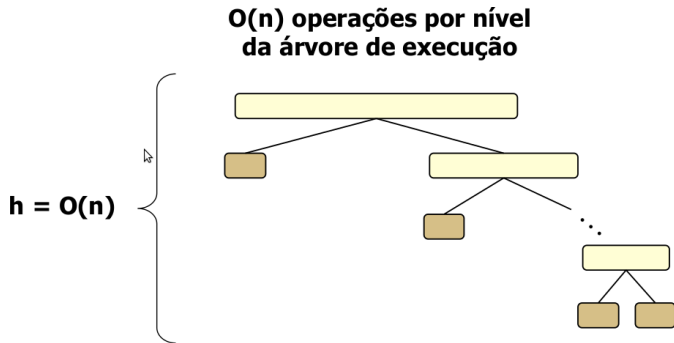 O(n) operações por nível
da árvore de execução
h = O(n)